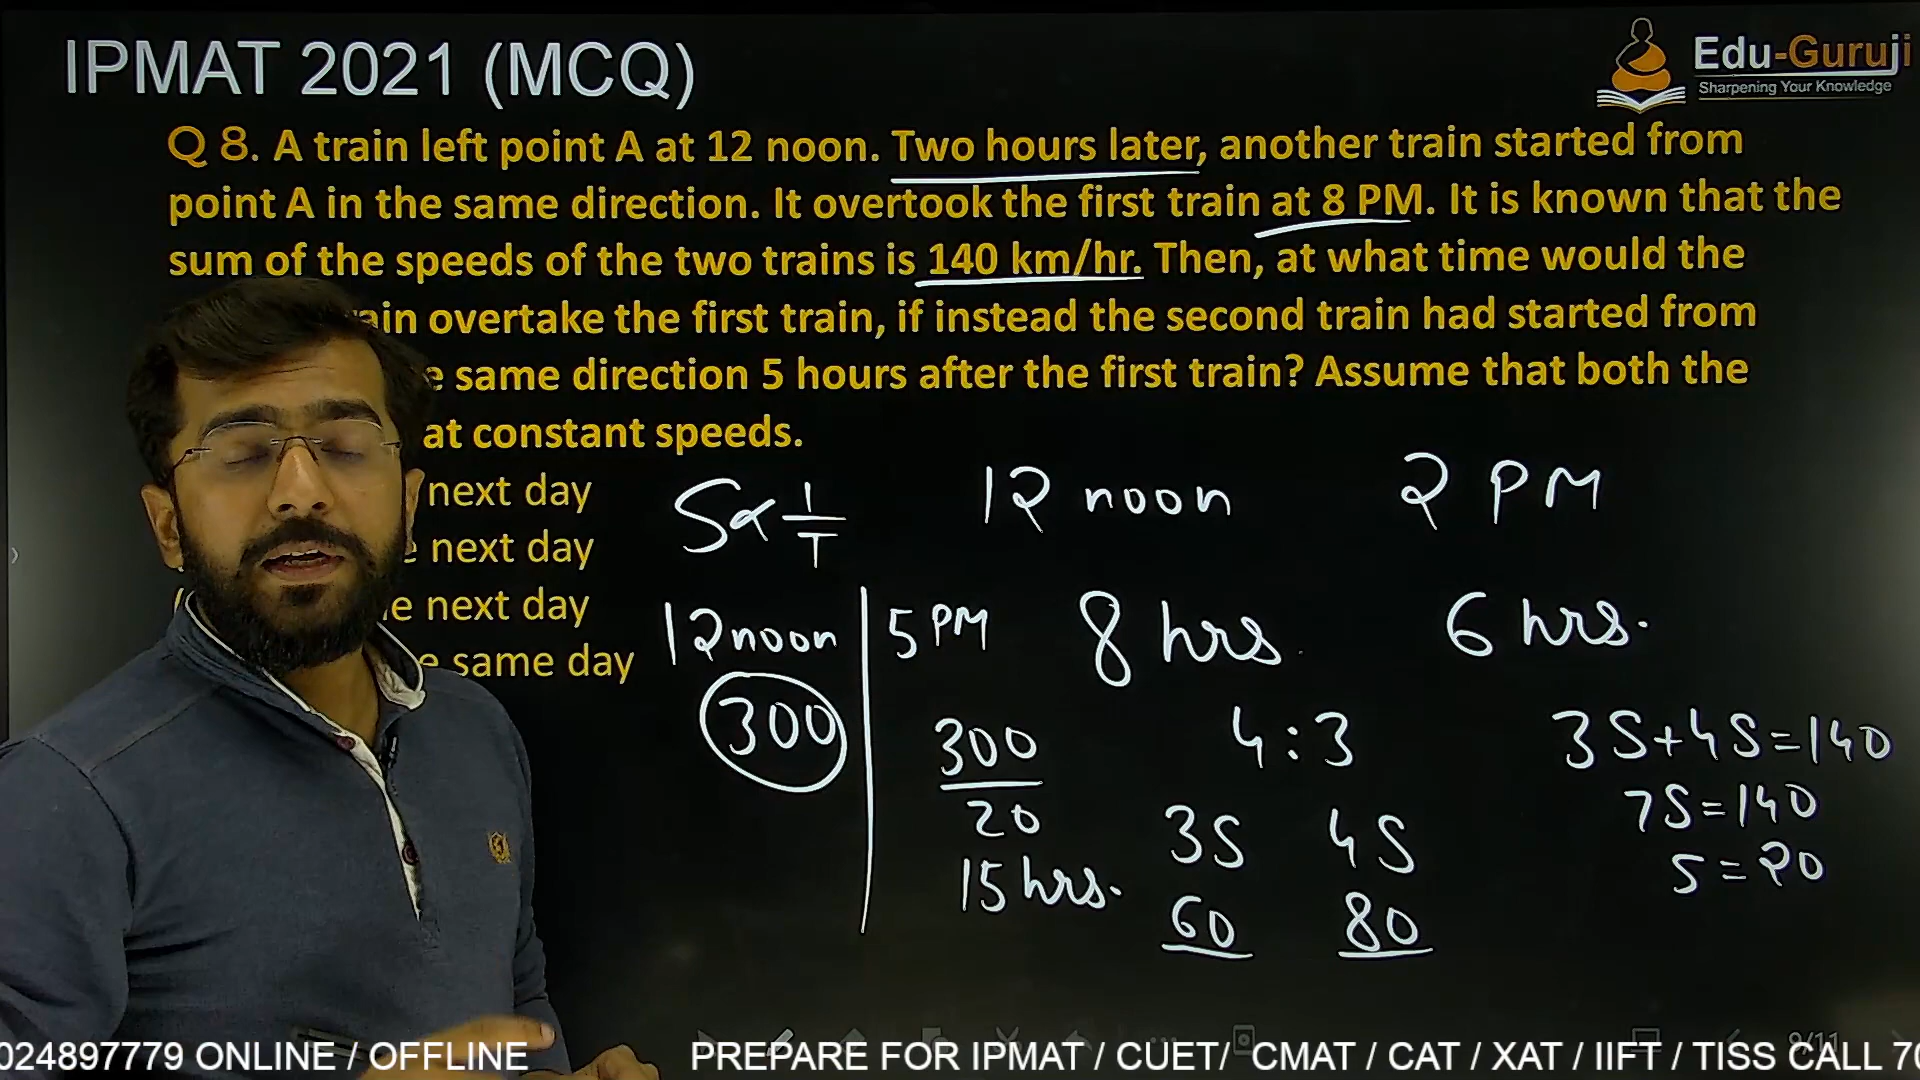 IPMAT 2021 (MCQ)
Edu-Guruji
Sharpening Your Knowledge
Q 8. A train left point A at 12 noon. Two hours later, another train started from
point A in the same direction. It overtook the first train at 8 PM. It is known that the
sum of the speeds of the two trains is 140 km/hr. Then, at what time would the
overtake the first train, if instead the second train had started from
same direction 5 hours after the first train? Assume that both the
at constant speeds.
next day
next day
next day
same day
S∝ 1/T
12 noon
2 PM
12 noon
5 PM
8 hrs.
6 hrs.
300
300
20
15 hrs.
4:3
3S 4S
60 80
3S+4S=140
7S=140
S=20
9/11
024897779 ONLINE / OFFLINE
PREPARE FOR IPMAT / CUET/ CMAT / CAT / XAT / IIFT / TISS CALL 70